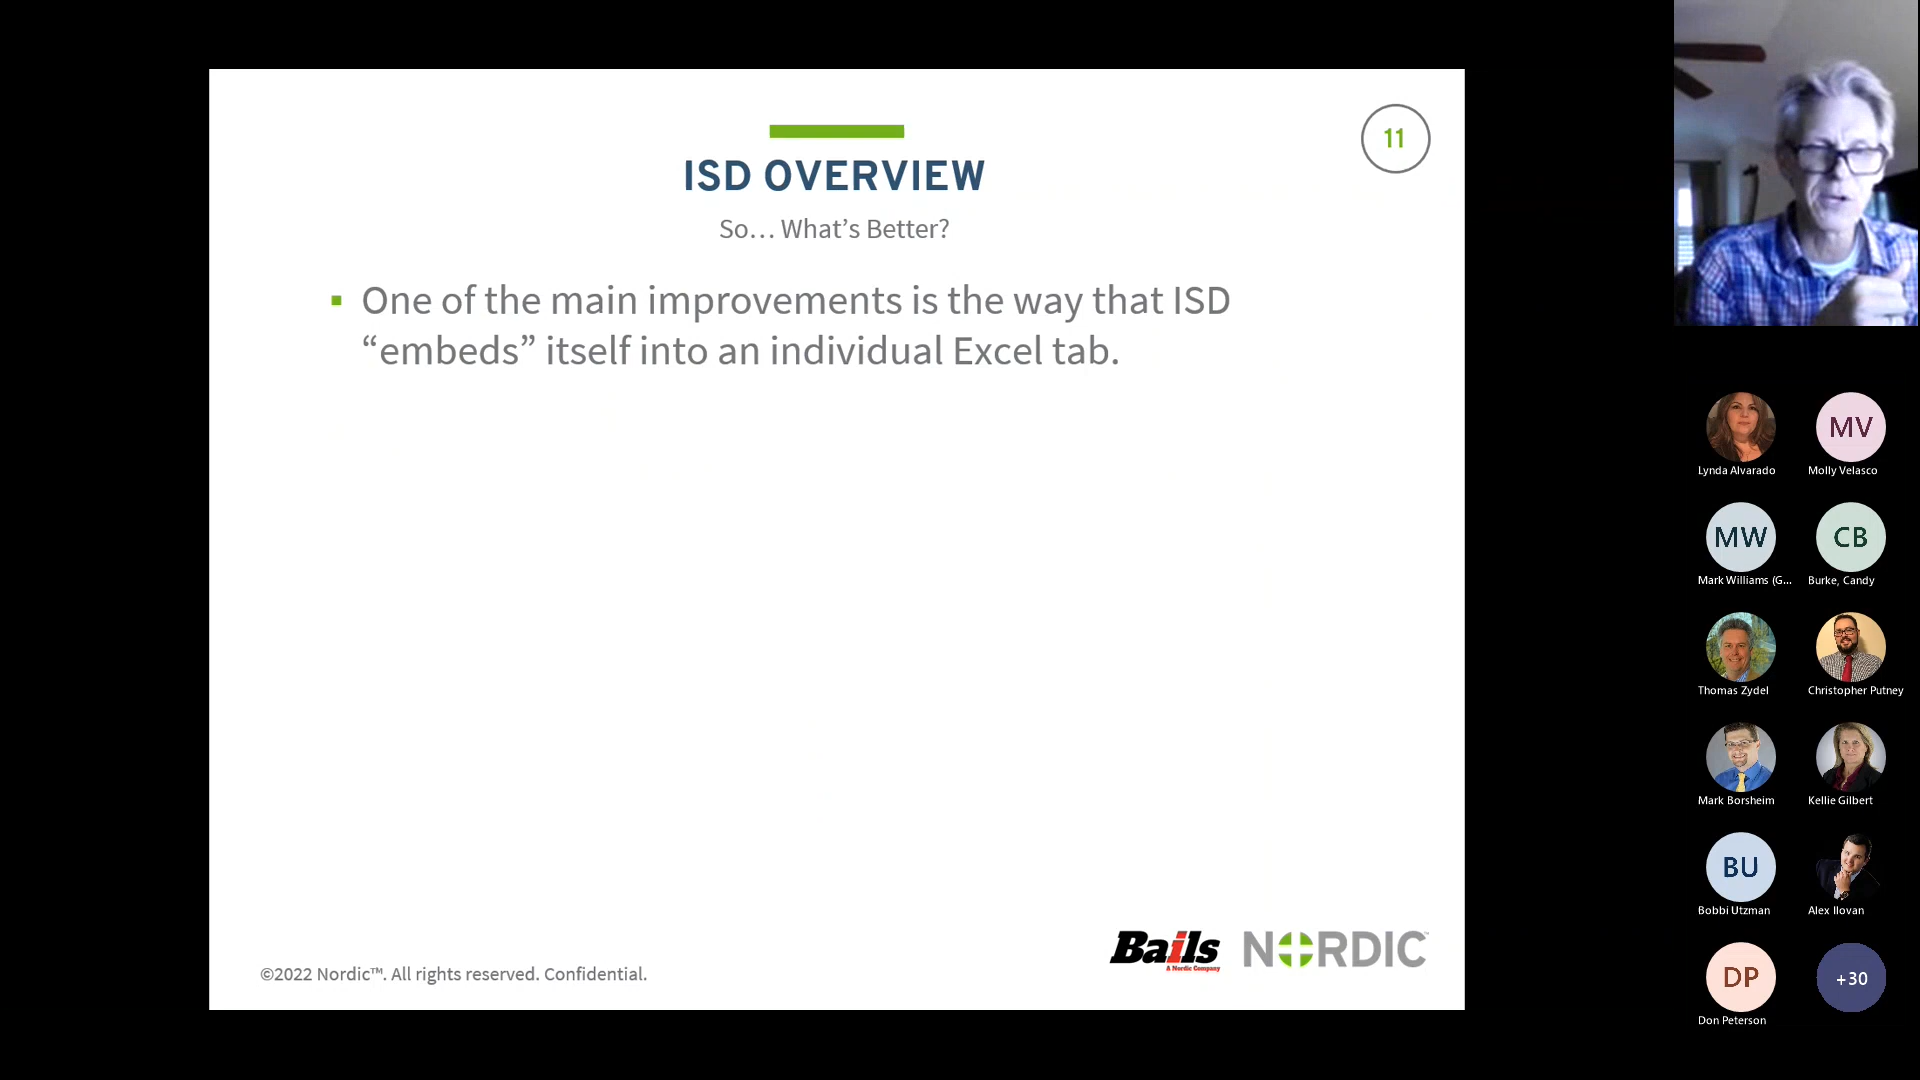 11
ISD OVERVIEW
So… What’s Better?
▪ One of the main improvements is the way that ISD
“embeds” itself into an individual Excel tab.
©2022 Nordic™. All rights reserved. Confidential.
Bails
A Nordic Company
NORDIC™
Lynda Alvarado
MV
Molly Velasco
MW
Mark Williams (G...
CB
Burke, Candy
Thomas Zydel
Christopher Putney
Mark Borsheim
Kellie Gilbert
BU
Bobbi Utzman
Alex Ilovan
DP
Don Peterson
+30